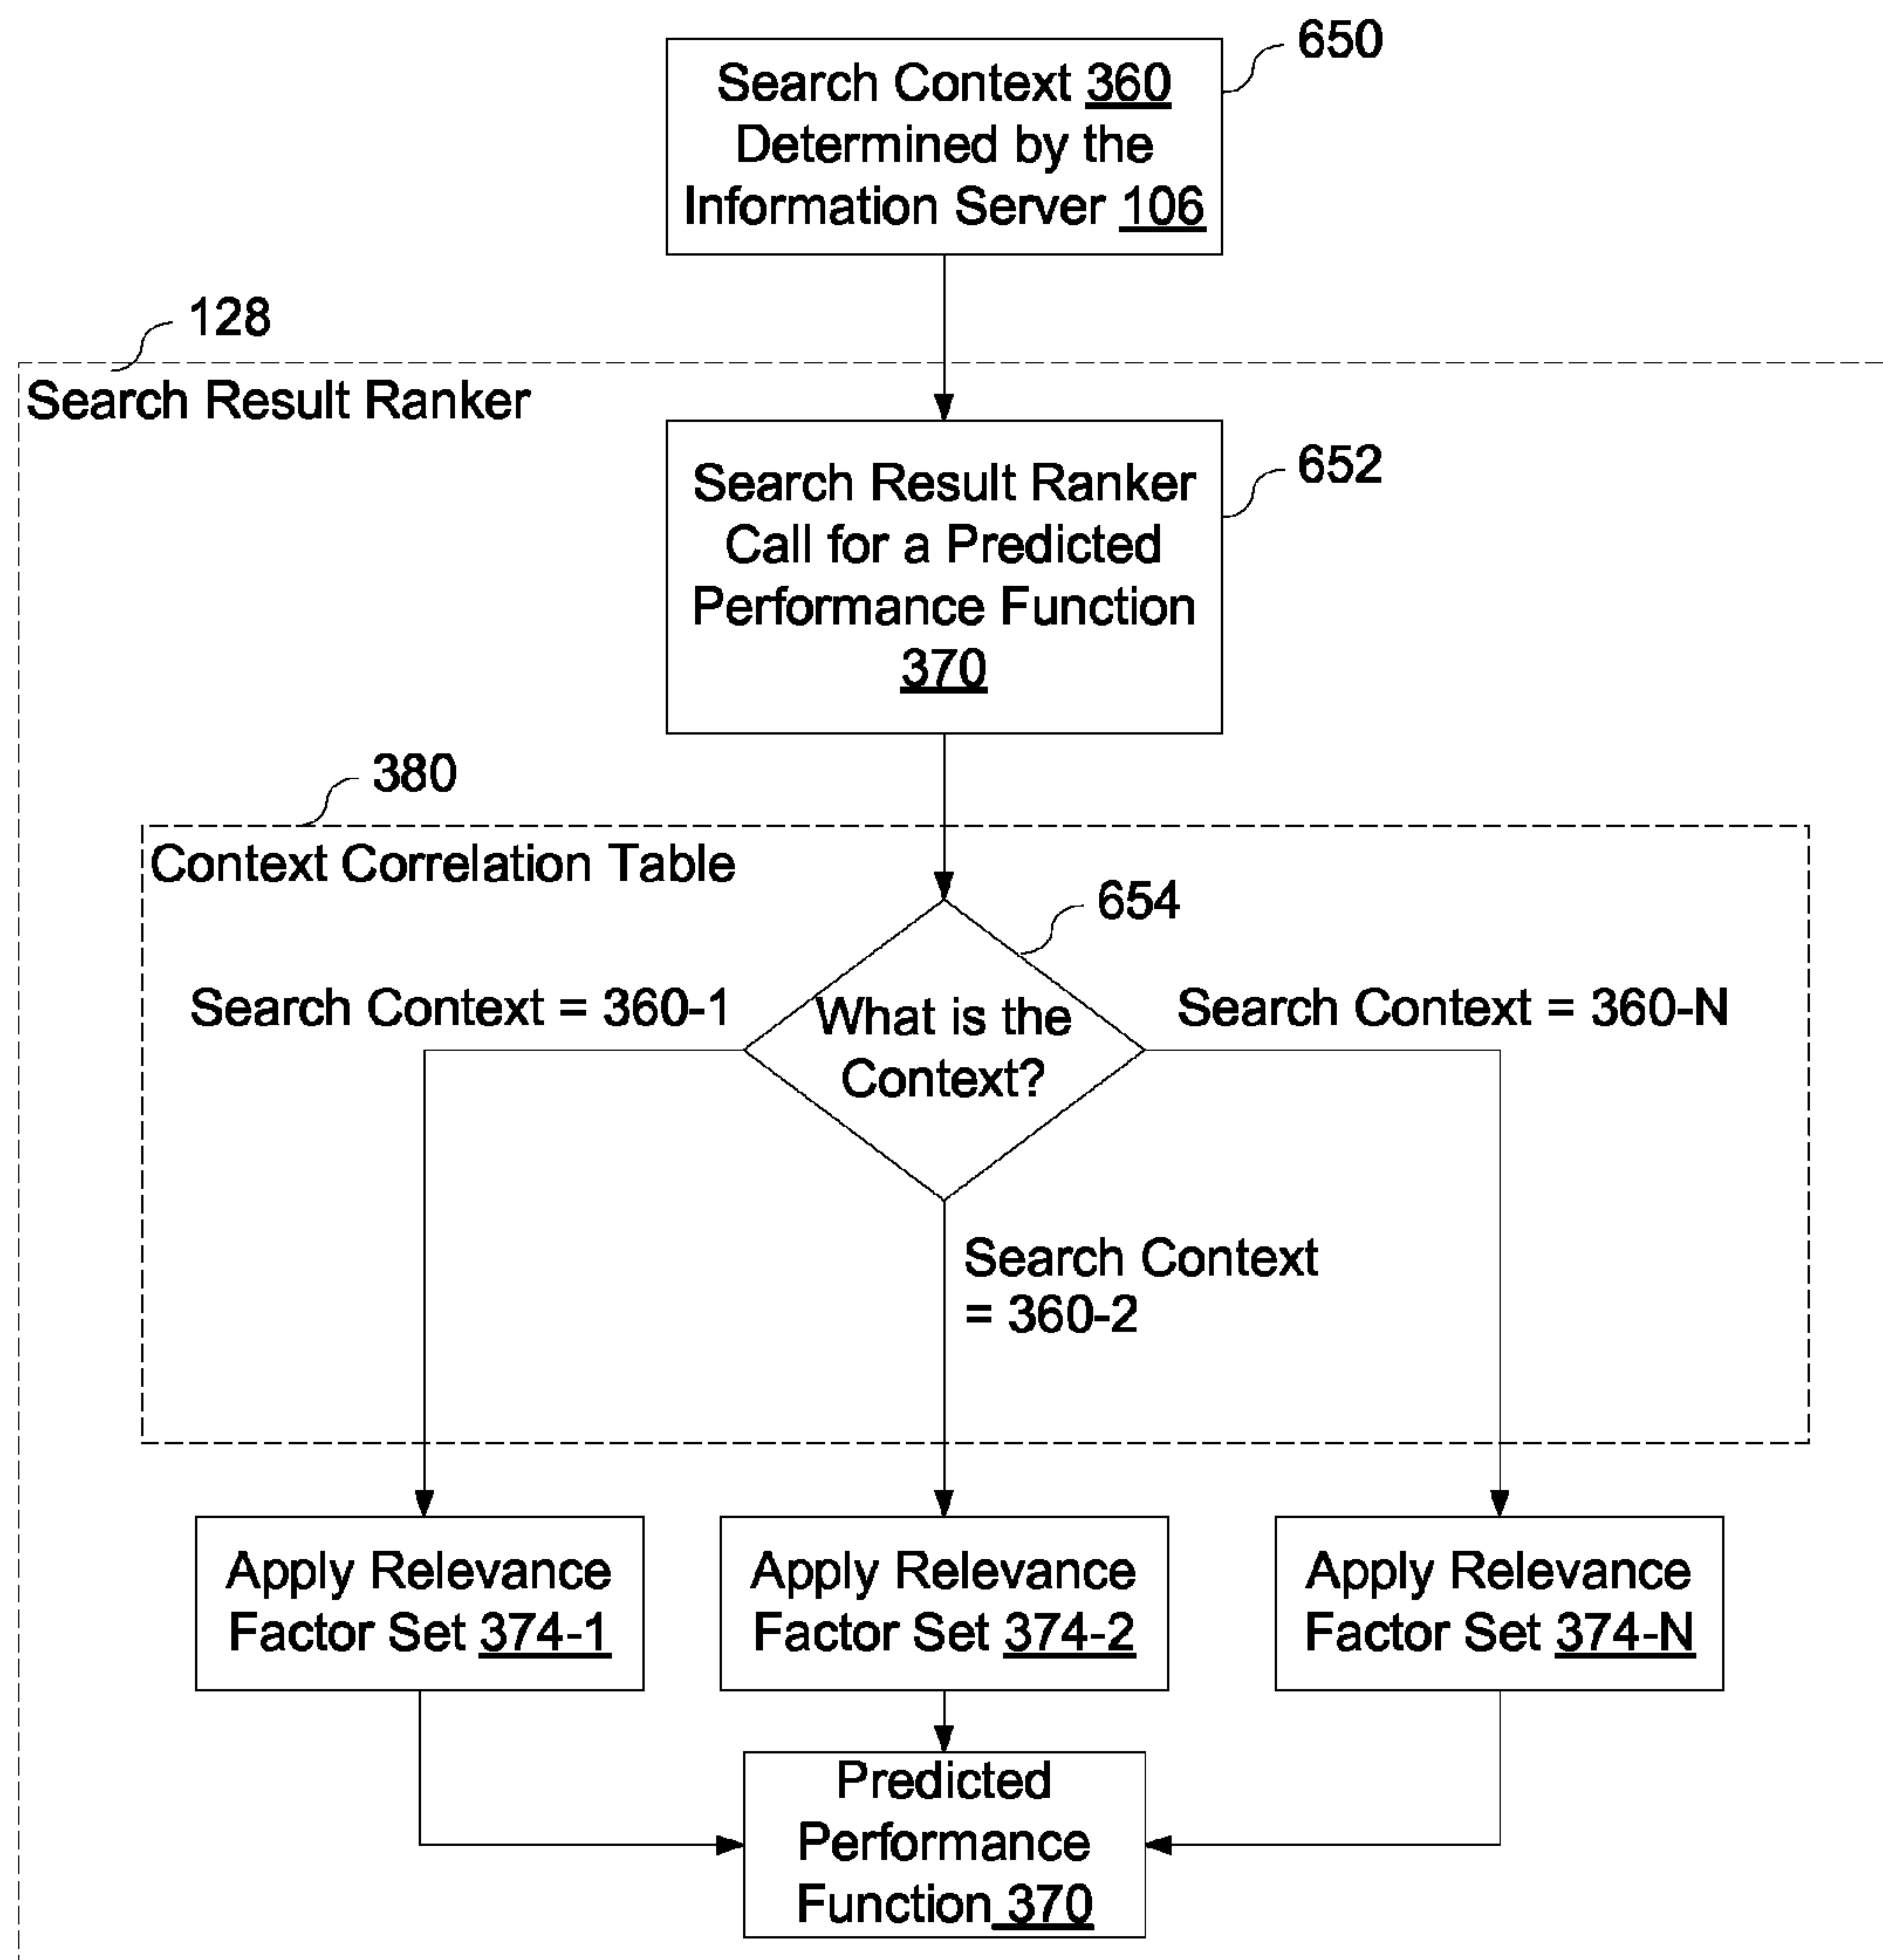 650
Search Context 360
Determined by the
Information Server 106
128
Search Result Ranker
652
Search Result Ranker
Call for a Predicted
Performance Function
370
380
Context Correlation Table
654
Search Context = 360-1
What is the
Context?
Search Context = 360-N
Search Context
= 360-2
Apply Relevance
Factor Set 374-1
Apply Relevance
Factor Set 374-2
Apply Relevance
Factor Set 374-N
Predicted
Performance
Function 370